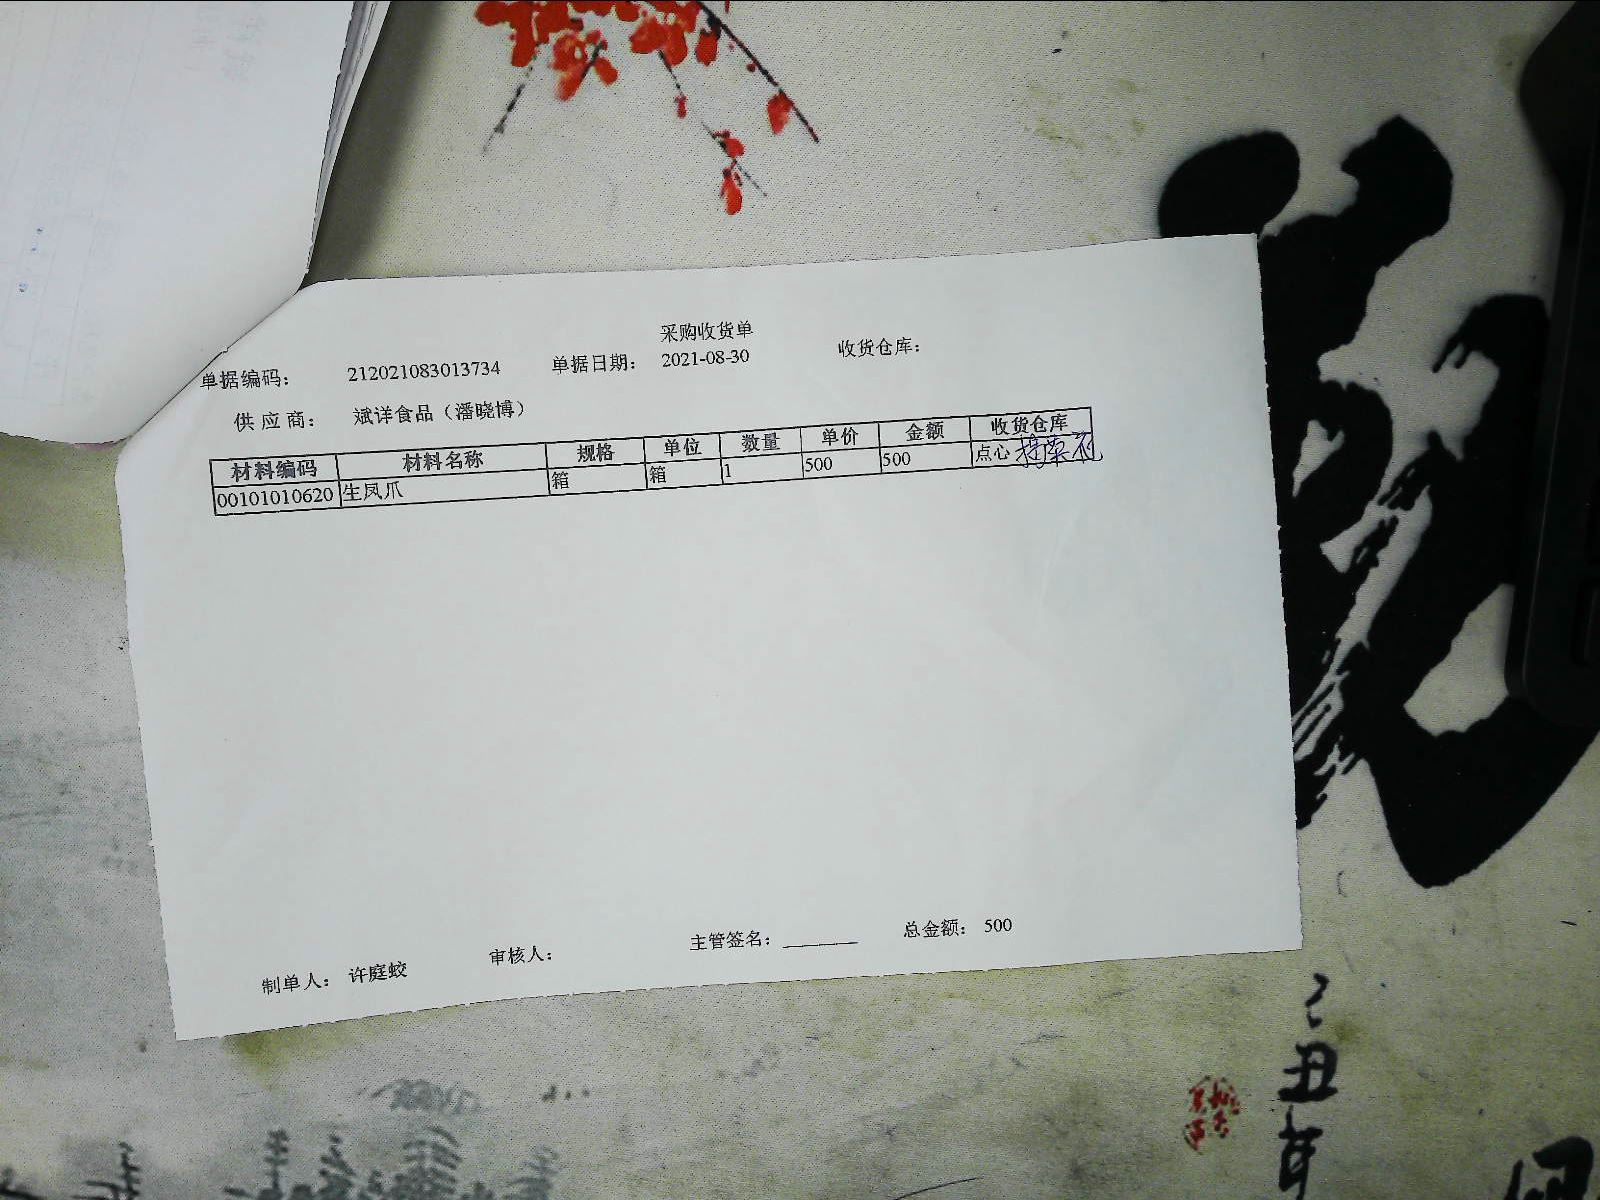 采购收货单
单据编码： 212021083013734 单据日期： 2021-08-30 收货仓库：
供应商： 斌详食品（潘晓博）
材料编码 材料名称 规格 单位 数量 单价 金额 收货仓库
00101010620 生凤爪 箱 箱 1 500 500 点心
制单人： 许庭蛟 审核人： 主管签名： 总金额： 500
丑